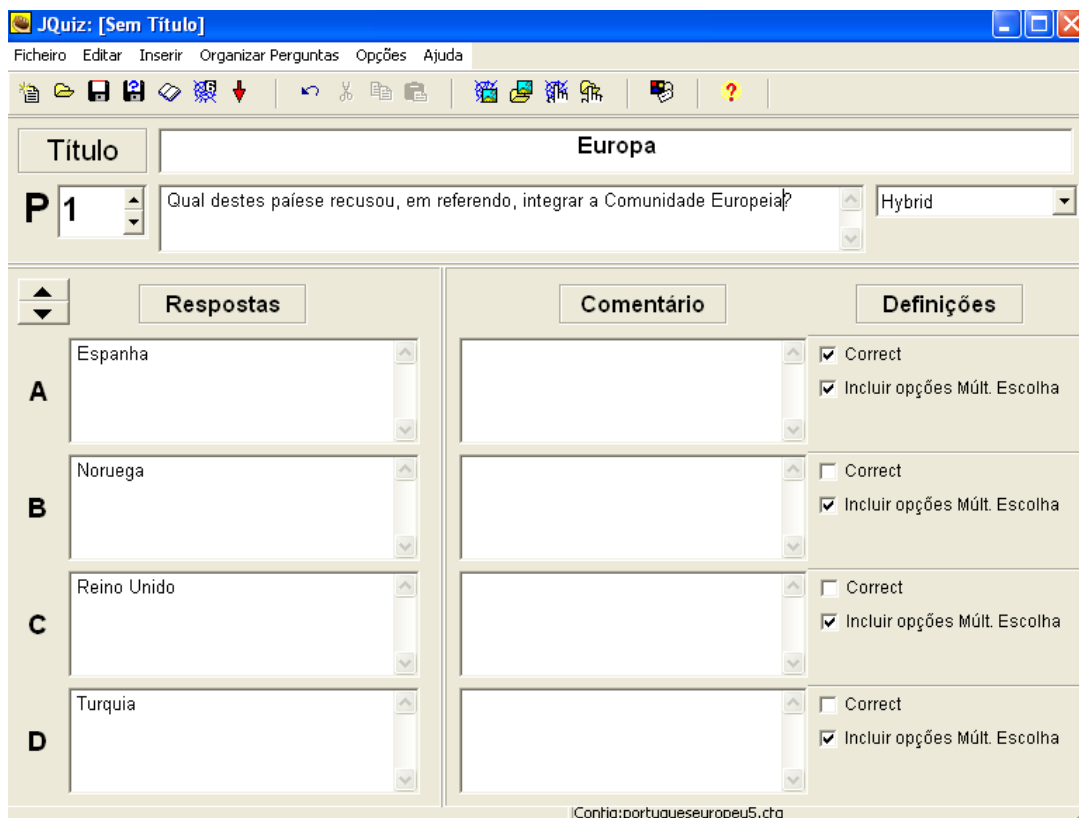 JQuiz: [Sem Título]
Ficheiro Editar Inserir Organizar Perguntas Opções Ajuda
Título Europa
P 1 Qual destes paíese recusou, em referendo, integrar a Comunidade Europeia? Hybrid
Respostas Comentário Definições
A Espanha Correct
Incluir opções Múlt. Escolha
B Noruega Correct
Incluir opções Múlt. Escolha
C Reino Unido Correct
Incluir opções Múlt. Escolha
D Turquia Correct
Incluir opções Múlt. Escolha
Config:portugueseuropeu5.cfg